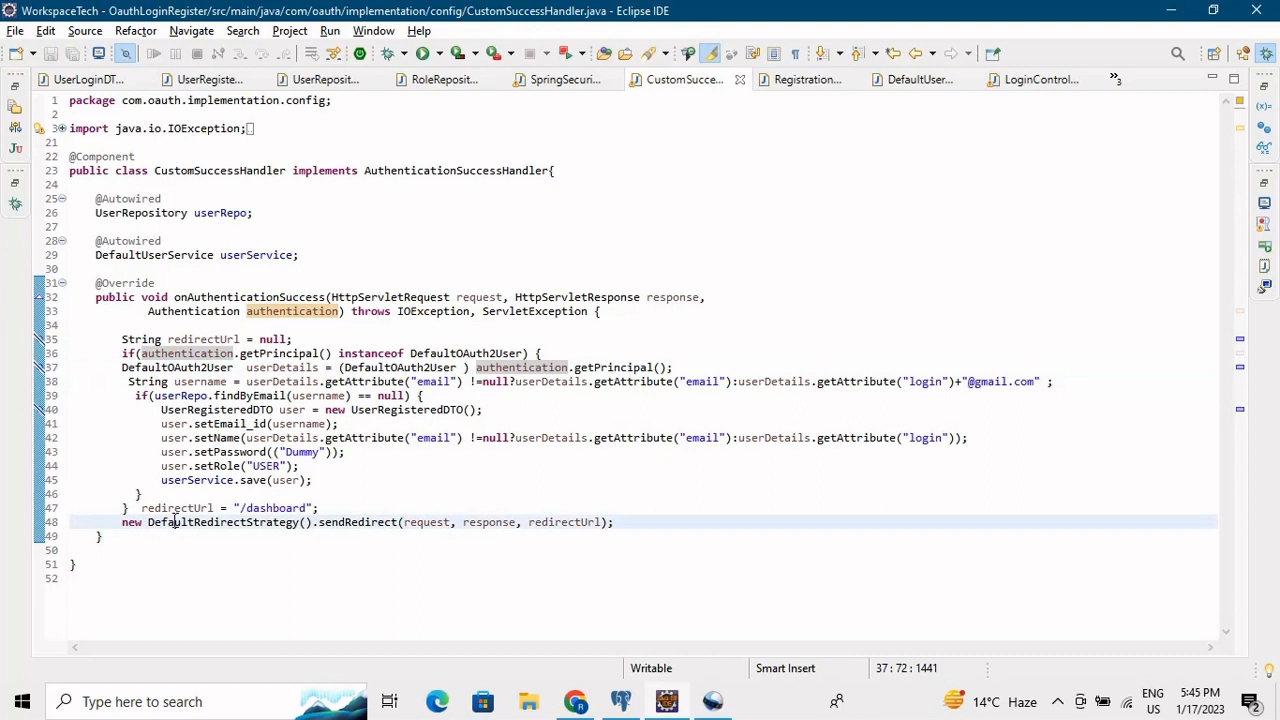 WorkspaceTech - OauthLoginRegister/src/main/java/com/oauth/implementation/config/CustomSuccessHandler.java - Eclipse IDE
File Edit Source Refactor Navigate Search Project Run Window Help
UserLoginDT... UserRegiste... UserReposit... RoleReposit... SpringSecuri... CustomSucce... Registration... DefaultUser... LoginControl... »3
1 package com.oauth.implementation.config;
2
3 import java.io.IOException;
21
22 @Component
23 public class CustomSuccessHandler implements AuthenticationSuccessHandler{
24
25 @Autowired
26 UserRepository userRepo;
27
28 @Autowired
29 DefaultUserService userService;
30
31 @Override
32 public void onAuthenticationSuccess(HttpServletRequest request, HttpServletResponse response,
33 Authentication authentication) throws IOException, ServletException {
34
35 String redirectUrl = null;
36 if(authentication.getPrincipal() instanceof DefaultOAuth2User) {
37 DefaultOAuth2User userDetails = (DefaultOAuth2User ) authentication.getPrincipal();
38 String username = userDetails.getAttribute("email") !=null?userDetails.getAttribute("email"):userDetails.getAttribute("login")+"@gmail.com" ;
39 if(userRepo.findByEmail(username) == null) {
40 UserRegisteredDTO user = new UserRegisteredDTO();
41 user.setEmail_id(username);
42 user.setName(userDetails.getAttribute("email") !=null?userDetails.getAttribute("email"):userDetails.getAttribute("login"));
43 user.setPassword(("Dummy"));
44 user.setRole("USER");
45 userService.save(user);
46 }
47 } redirectUrl = "/dashboard";
48 new DefaultRedirectStrategy().sendRedirect(request, response, redirectUrl);
49 }
50
51 }
52
Writable Smart Insert 37 : 72 : 1441
Type here to search 14°C Haze ENG US 5:45 PM 1/17/2023 2